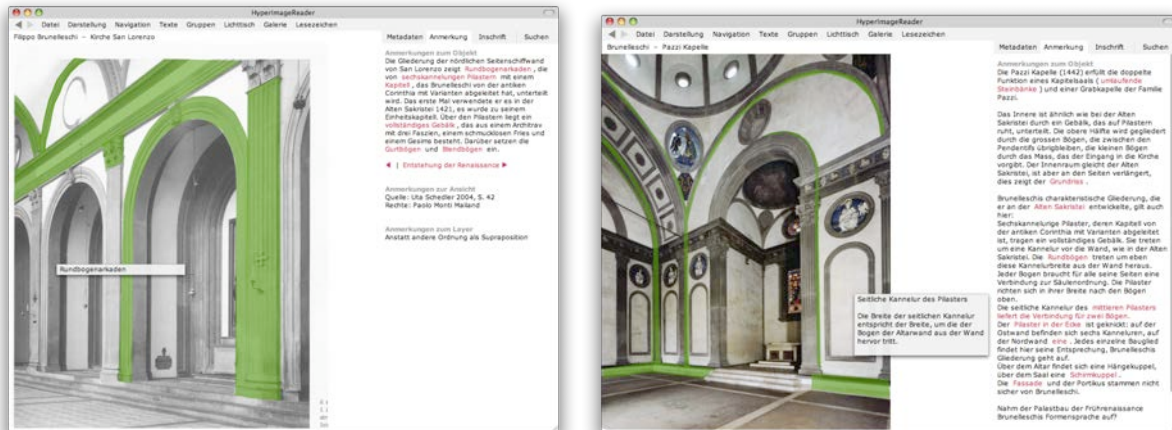 HyperImageReader
Datei Darstellung Navigation Texte Gruppen Lichttisch Galerie Lesezeichen
Filippo Brunelleschi – Kirche San Lorenzo
Metadaten Anmerkung Inschrift Suchen
Anmerkungen zum Objekt
Die Gliederung der nördlichen Seitenschiffwand
von San Lorenzo zeigt Rundbogenarkaden , die
von sechskannelurigen Pilastern mit einem
Kapitell , das Brunelleschi von der antiken
Corinthia mit Varianten abgeleitet hat, unterteilt
wird. Das erste Mal verwendete er es in der
Alten Sakristei 1421, es wurde zu seinem
Einheitskapitell. Über den Pilastern liegt ein
vollständiges Gebälk , das aus einem Architrav
mit drei Faszien, einem schmucklosen Fries und
einem Gesims besteht. Darüber setzen die
Gurtbögen und Blendbögen ein.
◀ | Entstehung der Renaissance ▶
Anmerkungen zur Ansicht
Quelle: Uta Schedler 2004, S. 42
Rechte: Paolo Monti Mailand
Anmerkungen zum Layer
Anstatt andere Ordnung als Supraposition
Rundbogenarkaden
HyperImageReader
Datei Darstellung Navigation Texte Gruppen Lichttisch Galerie Lesezeichen
Brunelleschi – Pazzi Kapelle
Metadaten Anmerkung Inschrift Suchen
Anmerkungen zum Objekt
Die Pazzi Kapelle (1442) erfüllt die doppelte
Funktion eines Kapitelsaals ( umlaufende
Steinbänke ) und einer Grabkapelle der Familie
Pazzi.
Das Innere ist ähnlich wie bei der Alten
Sakristei durch ein Gebälk, das auf Pilastern
ruht, unterteilt. Die obere Hälfte wird gegliedert
durch die grossen Bögen, die zwischen den
Pendentifs übrigbleiben, die kleinen Bögen
durch das Mass, das der Eingang in die Kirche
vorgibt. Der Innenraum gleicht der Alten
Sakristei, ist aber an den Seiten verlängert,
dies zeigt der Grundriss .
Brunelleschis charakteristische Gliederung, die
er an der Alten Sakristei entwickelte, gilt auch
hier:
Sechskannelurige Pilaster, deren Kapitell von
der antiken Corinthia mit Varianten abgeleitet
ist, tragen ein vollständiges Gebälk. Sie treten
um eine Kannelur vor die Wand, wie in der Alten
Sakristei. Die Rundbögen treten um eben
diese Kannelurbreite aus der Wand heraus.
Jeder Bogen braucht für alle seine Seiten eine
Verbindung zur Säulenordnung. Die Pilaster
richten sich in ihrer Breite nach den Bögen
oben.
Die seitliche Kannelur des mittleren Pilasters
liefert die Verbindung für zwei Bögen.
Der Pilaster in der Ecke ist geknickt: auf der
Ostwand befinden sich sechs Kanneluren, auf
der Nordwand eine . Jedes einzelne Bauglied
findet hier seine Entsprechung, Brunelleschis
Gliederung geht auf.
Über dem Altar findet sich eine Hängekuppel,
über dem Saal eine Schirmkuppel .
Die Fassade und der Portikus stammen nicht
sicher von Brunelleschi.
Nahm der Palastbau der Frührenaissance
Brunelleschis Formensprache auf?
Seitliche Kannelur des Pilasters
Die Breite der seitlichen Kannelur
entspricht der Breite, um die der
Bogen der Altarwand aus der Wand
hervor tritt.